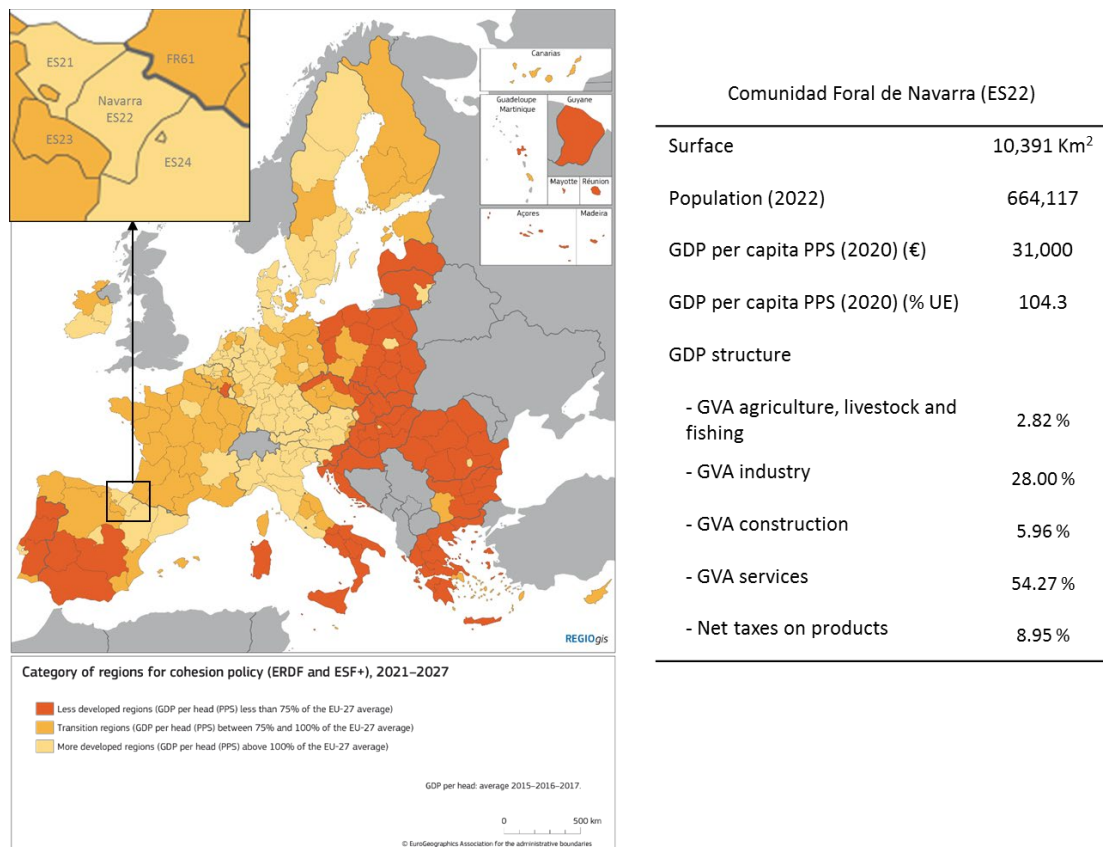 ES21
FR61
Navarra
ES22
ES23
ES24
Canarias
Guadeloupe
Martinique
Guyane
Mayotte
Réunion
Açores
Madeira
REGIOgis
Category of regions for cohesion policy (ERDF and ESF+), 2021–2027
Less developed regions (GDP per head (PPS) less than 75% of the EU-27 average)
Transition regions (GDP per head (PPS) between 75% and 100% of the EU-27 average)
More developed regions (GDP per head (PPS) above 100% of the EU-27 average)
GDP per head: average 2015–2016–2017.
0 500 km
© EuroGeographics Association for the administrative boundaries
Comunidad Foral de Navarra (ES22)
Surface 10,391 Km²
Population (2022) 664,117
GDP per capita PPS (2020) (€) 31,000
GDP per capita PPS (2020) (% UE) 104.3
GDP structure
- GVA agriculture, livestock and
fishing 2.82 %
- GVA industry 28.00 %
- GVA construction 5.96 %
- GVA services 54.27 %
- Net taxes on products 8.95 %